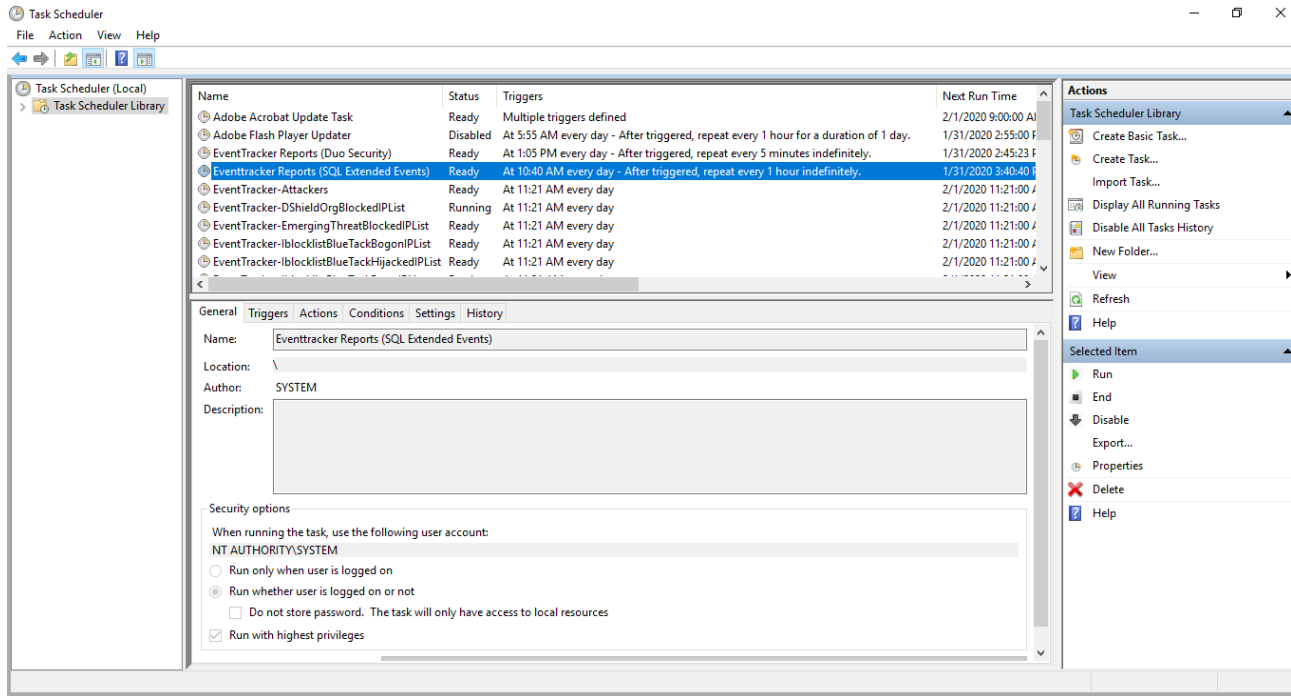 Task Scheduler
File Action View Help
Task Scheduler (Local)
Task Scheduler Library
Name Status Triggers Next Run Time
Adobe Acrobat Update Task Ready Multiple triggers defined 2/1/2020 9:00:00 AM
Adobe Flash Player Updater Disabled At 5:55 AM every day - After triggered, repeat every 1 hour for a duration of 1 day. 1/31/2020 2:55:00
EventTracker Reports (Duo Security) Ready At 1:05 PM every day - After triggered, repeat every 5 minutes indefinitely. 1/31/2020 2:45:23
Eventtracker Reports (SQL Extended Events) Ready At 10:40 AM every day - After triggered, repeat every 1 hour indefinitely. 1/31/2020 3:40:40
EventTracker-Attackers Ready At 11:21 AM every day 2/1/2020 11:21:00
EventTracker-DShieldOrgBlockedIPList Running At 11:21 AM every day 2/1/2020 11:21:00
EventTracker-EmergingThreatBlockedIPList Ready At 11:21 AM every day 2/1/2020 11:21:00
EventTracker-IblocklistBlueTackBogonIPList Ready At 11:21 AM every day 2/1/2020 11:21:00
EventTracker-IblocklistBlueTackHijackedIPList Ready At 11:21 AM every day 2/1/2020 11:21:00
General Triggers Actions Conditions Settings History
Name: Eventtracker Reports (SQL Extended Events)
Location: \
Author: SYSTEM
Description:
Security options
When running the task, use the following user account:
NT AUTHORITY\SYSTEM
Run only when user is logged on
Run whether user is logged on or not
Do not store password. The task will only have access to local resources
Run with highest privileges
Actions
Task Scheduler Library
Create Basic Task...
Create Task...
Import Task...
Display All Running Tasks
Disable All Tasks History
New Folder...
View
Refresh
Help
Selected Item
Run
End
Disable
Export...
Properties
Delete
Help